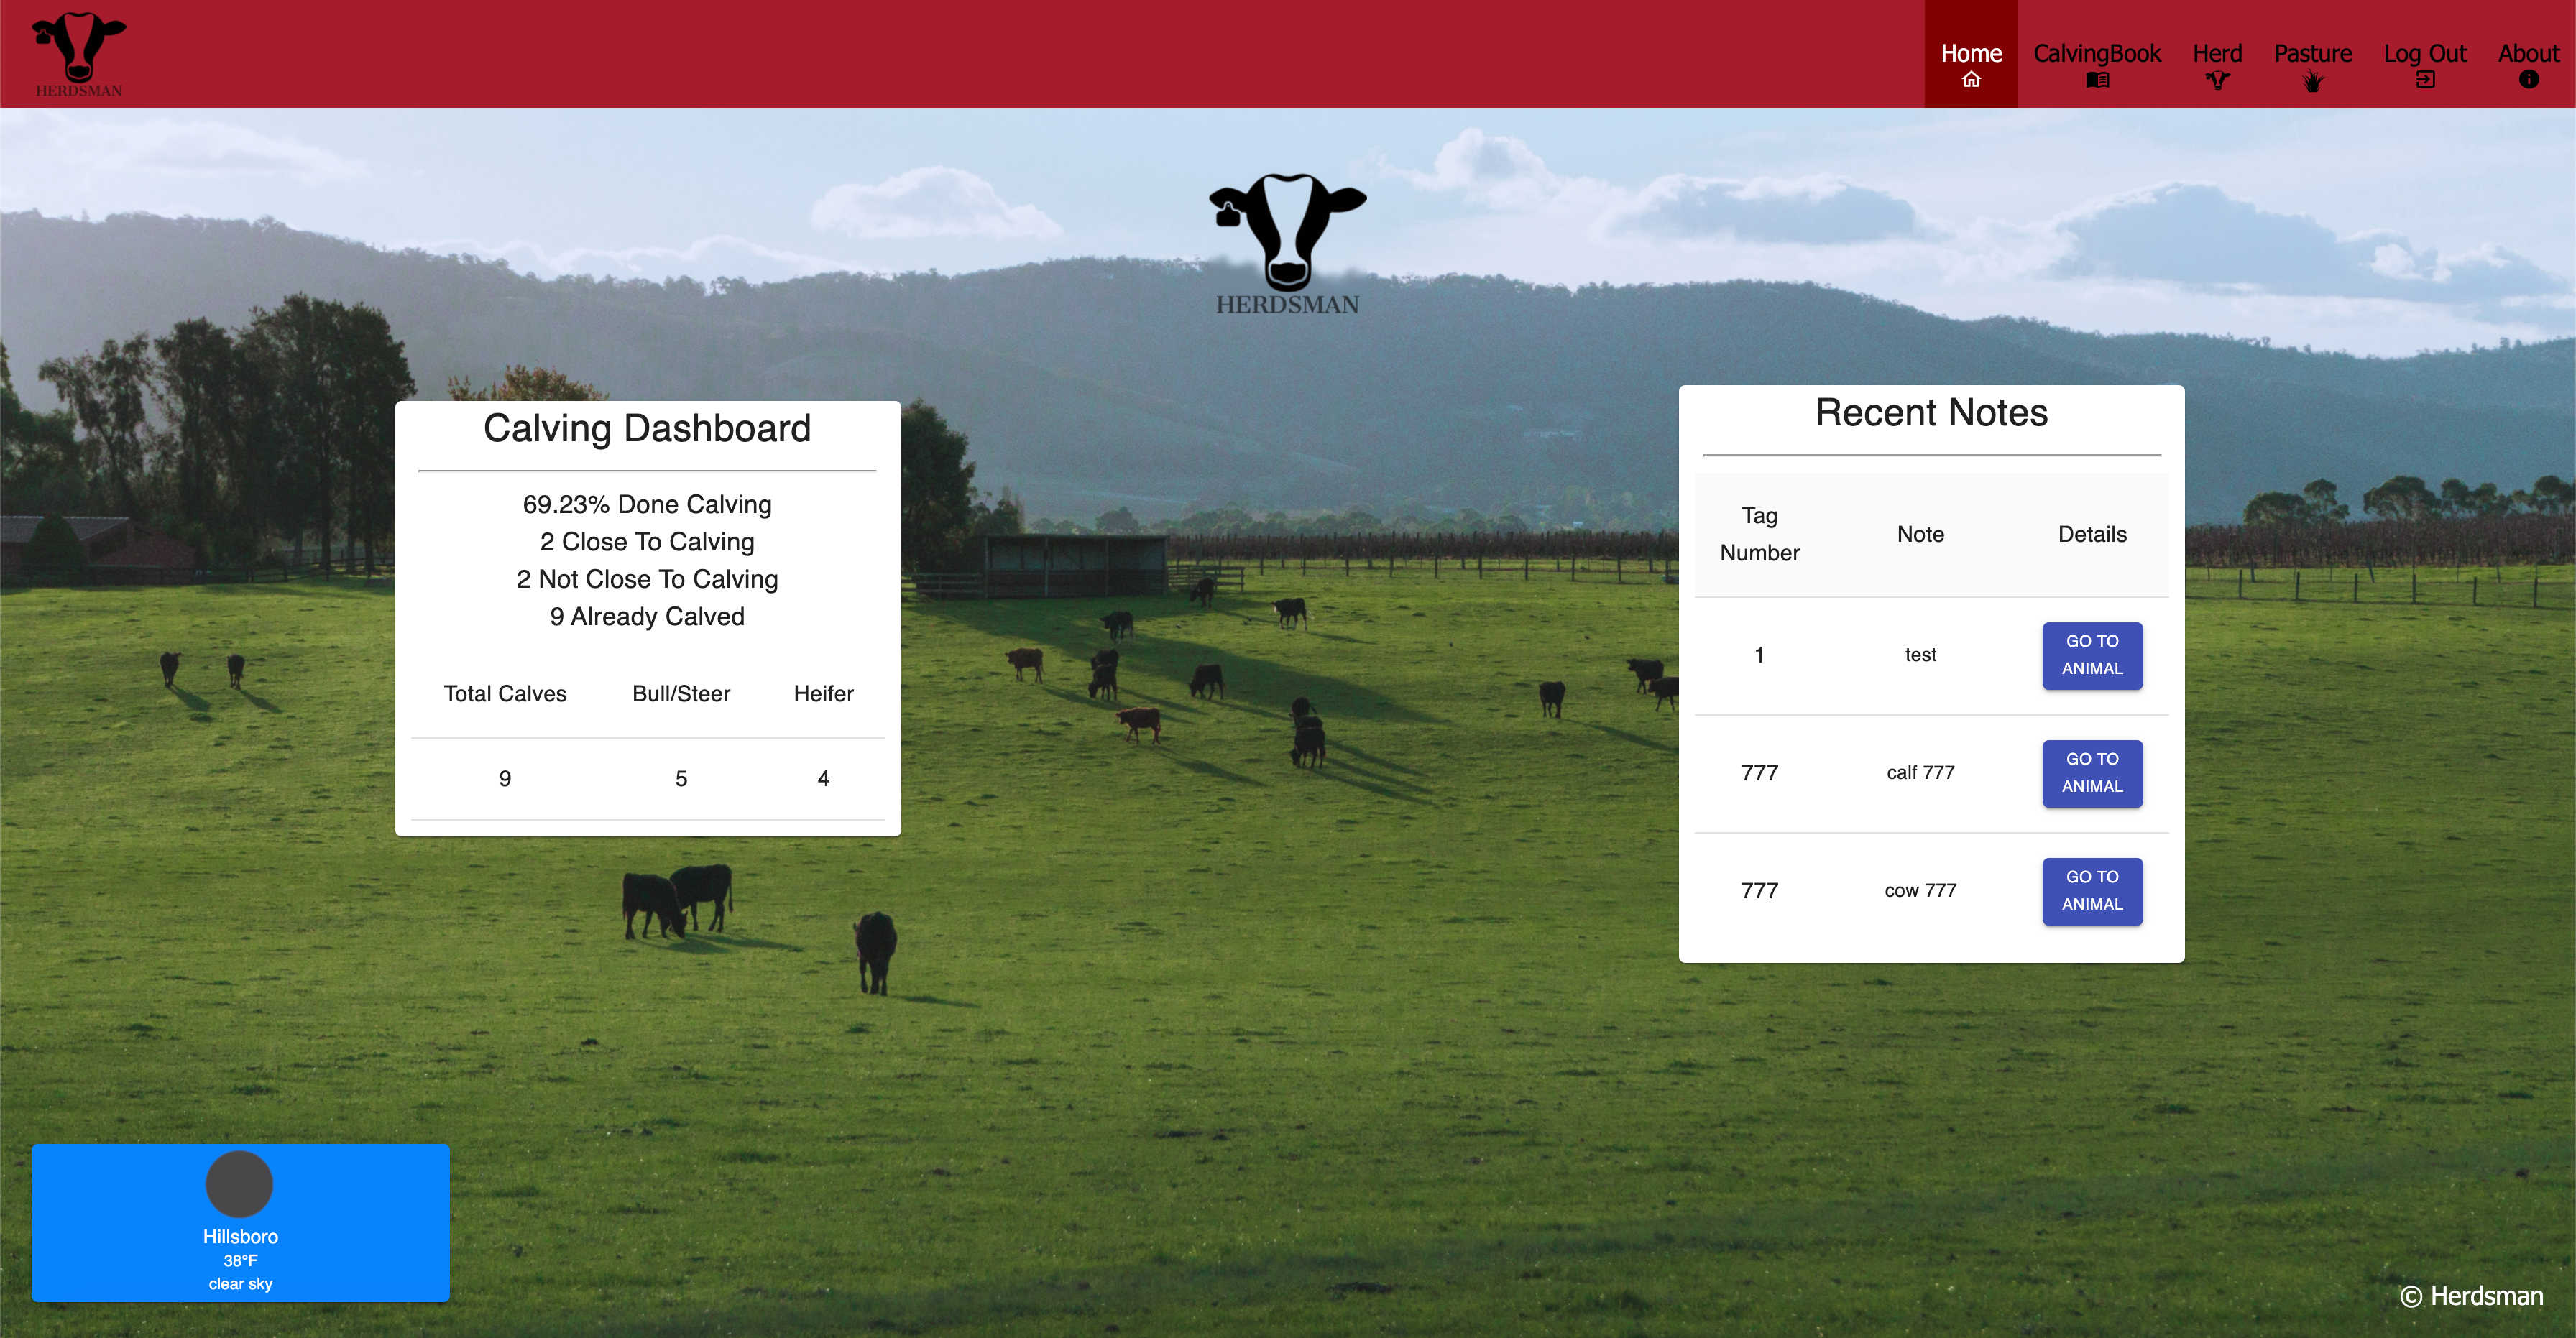 HERDSMAN
Home CalvingBook Herd Pasture Log Out About
HERDSMAN
Calving Dashboard
69.23% Done Calving
2 Close To Calving
2 Not Close To Calving
9 Already Calved
Total Calves Bull/Steer Heifer
9 5 4
Recent Notes
Tag
Number
Note
Details
1 test
GO TO
ANIMAL
777 calf 777
GO TO
ANIMAL
777 cow 777
GO TO
ANIMAL
Hillsboro
38°F
clear sky
© Herdsman